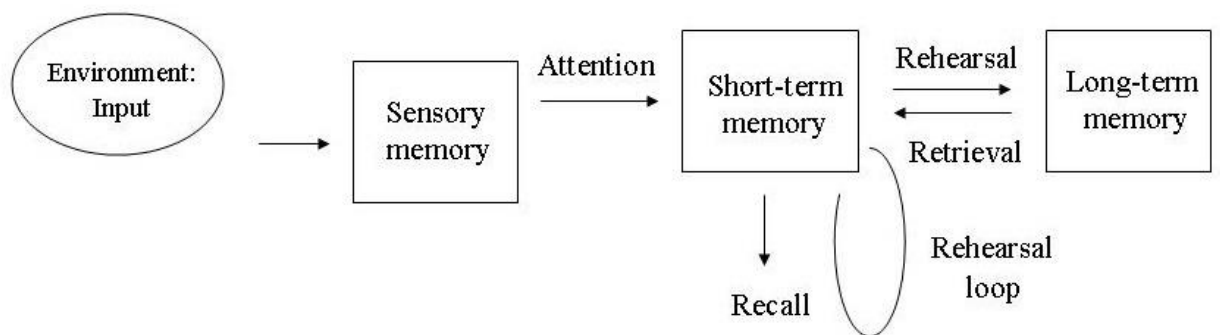 Environment:
Input
Sensory
memory
Attention
Short-term
memory
Rehearsal
Retrieval
Long-term
memory
Recall
Rehearsal
loop